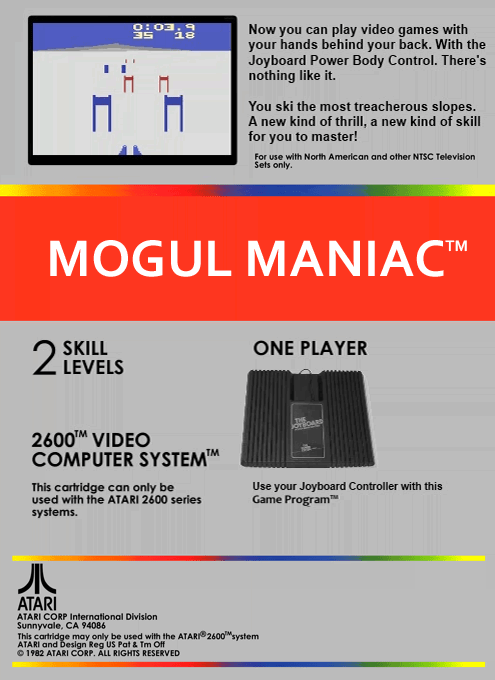 0:03.9
35 18
Now you can play video games with
your hands behind your back. With the
Joyboard Power Body Control. There's
nothing like it.
You ski the most treacherous slopes.
A new kind of thrill, a new kind of skill
for you to master!
For use with North American and other NTSC Television
Sets only.
MOGUL MANIAC™
2 SKILL
LEVELS
ONE PLAYER
THE
JOYBOARD
2600™ VIDEO
COMPUTER SYSTEM™
This cartridge can only be
used with the ATARI 2600 series
systems.
Use your Joyboard Controller with this
Game Program™
ATARI
ATARI CORP International Division
Sunnyvale, CA 94086
This cartridge may only be used with the ATARI®2600™system
ATARI and Design Reg US Pat & Tm Off
© 1982 ATARI CORP. ALL RIGHTS RESERVED